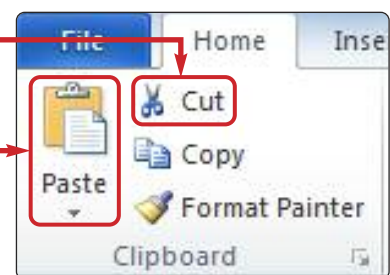 File Home Inse
Cut
Copy
Paste
Format Painter
Clipboard